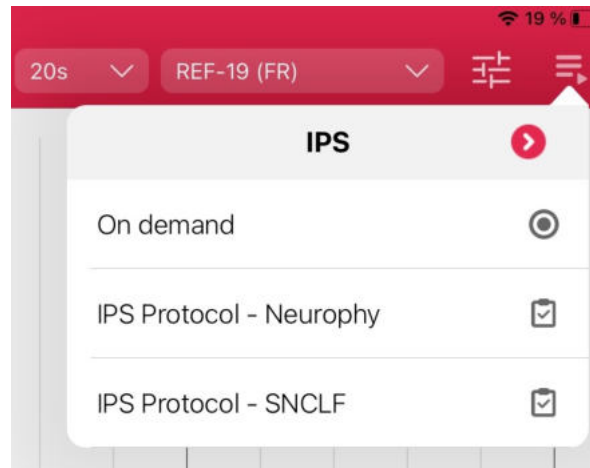 19 %
20s
REF-19 (FR)
IPS
On demand
IPS Protocol - Neurophy
IPS Protocol - SNCLF